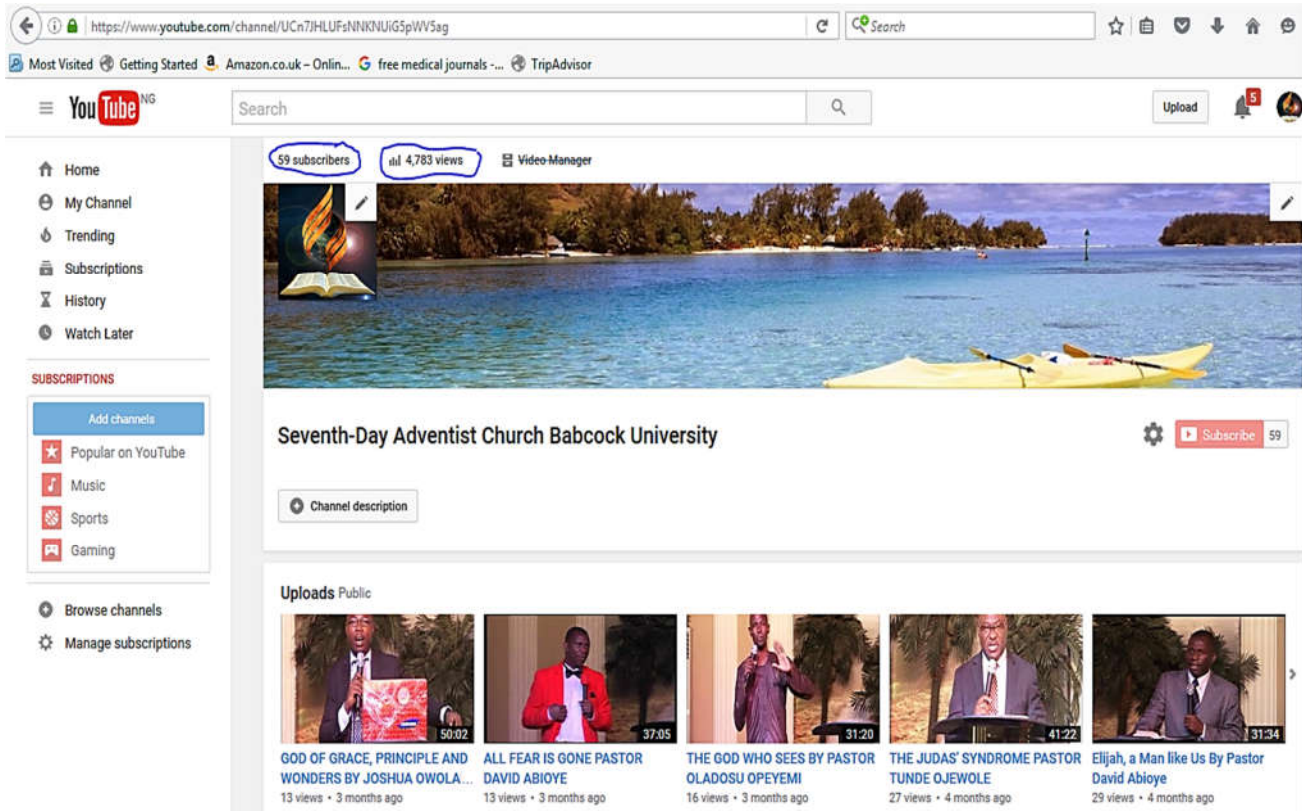 https://www.youtube.com/channel/UCn7JHLUFsNNKNUiG5pWV5ag
Search
Most Visited Getting Started Amazon.co.uk – Onlin... free medical journals -... TripAdvisor
YouTube NG
Search
Upload
5
59 subscribers 4,783 views Video Manager
Home
My Channel
Trending
Subscriptions
History
Watch Later
SUBSCRIPTIONS
Add channels
Popular on YouTube
Music
Sports
Gaming
Browse channels
Manage subscriptions
Seventh-Day Adventist Church Babcock University
Subscribe 59
Channel description
Uploads Public
50:02
GOD OF GRACE, PRINCIPLE AND
WONDERS BY JOSHUA OWOLA...
13 views • 3 months ago
37:05
ALL FEAR IS GONE PASTOR
DAVID ABIOYE
13 views • 3 months ago
31:20
THE GOD WHO SEES BY PASTOR
OLADOSU OPEYEMI
16 views • 3 months ago
41:22
THE JUDAS' SYNDROME PASTOR
TUNDE OJEWOLE
27 views • 4 months ago
31:34
Elijah, a Man like Us By Pastor
David Abioye
29 views • 4 months ago